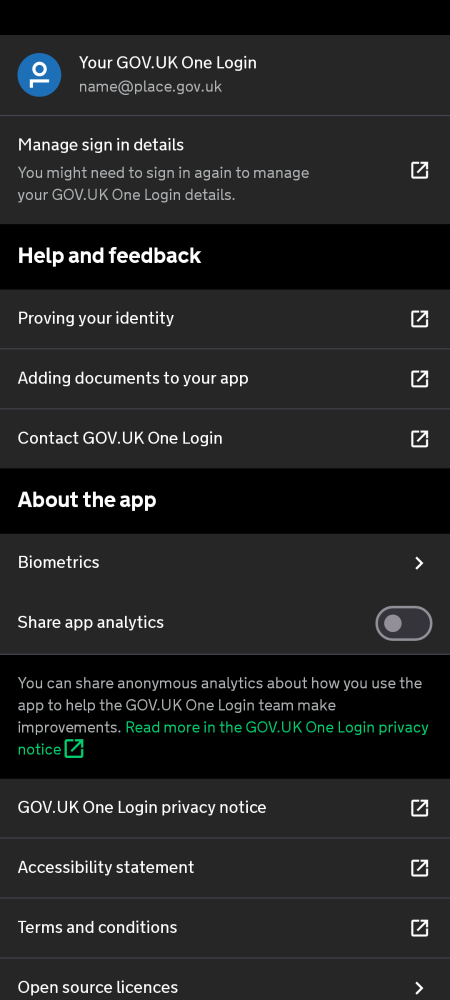 Your GOV.UK One Login
name@place.gov.uk
Manage sign in details
You might need to sign in again to manage
your GOV.UK One Login details.
Help and feedback
Proving your identity
Adding documents to your app
Contact GOV.UK One Login
About the app
Biometrics
Share app analytics
You can share anonymous analytics about how you use the
app to help the GOV.UK One Login team make
improvements. Read more in the GOV.UK One Login privacy
notice
GOV.UK One Login privacy notice
Accessibility statement
Terms and conditions
Open source licences